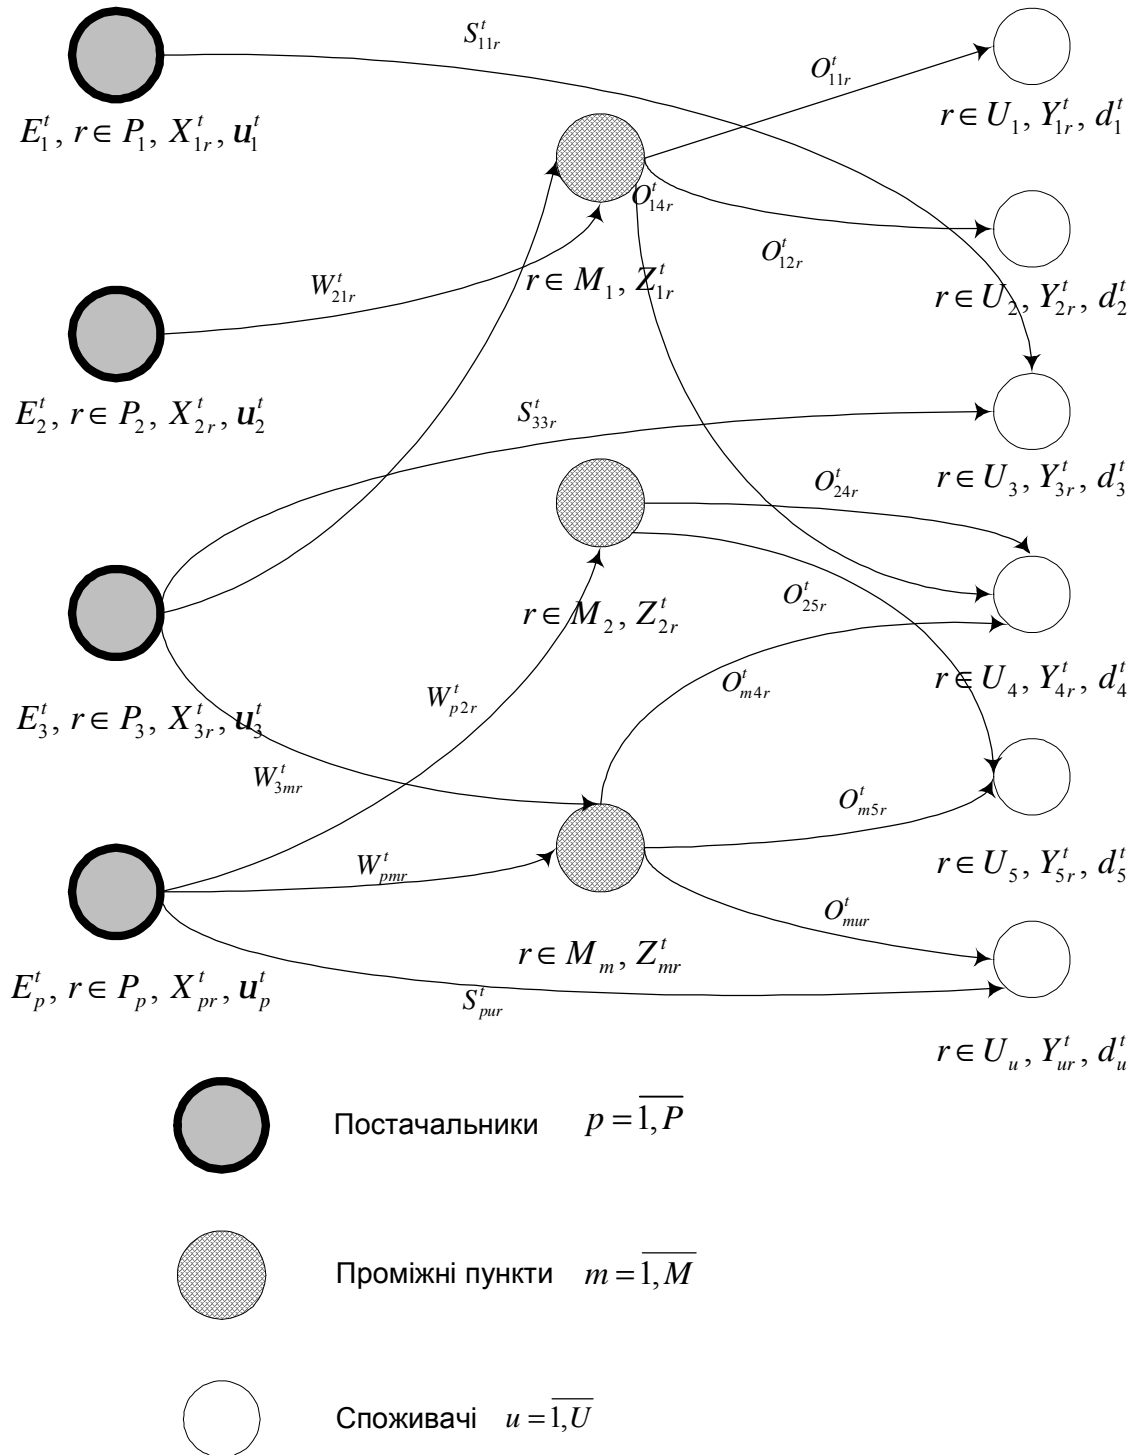 S^t_{11r}
O^t_{11r}
E^t_1, r ∈ P_1, X^t_{1r}, u^t_1
r ∈ U_1, Y^t_{1r}, d^t_1
O^t_{14r}
O^t_{12r}
W^t_{21r}
r ∈ M_1, Z^t_{1r}
r ∈ U_2, Y^t_{2r}, d^t_2
E^t_2, r ∈ P_2, X^t_{2r}, u^t_2
S^t_{33r}
r ∈ U_3, Y^t_{3r}, d^t_3
O^t_{24r}
O^t_{25r}
r ∈ M_2, Z^t_{2r}
W^t_{p2r}
O^t_{m4r}
r ∈ U_4, Y^t_{4r}, d^t_4
E^t_3, r ∈ P_3, X^t_{3r}, u^t_3
W^t_{3mr}
O^t_{m5r}
W^t_{pmr}
r ∈ U_5, Y^t_{5r}, d^t_5
O^t_{mur}
r ∈ M_m, Z^t_{mr}
E^t_p, r ∈ P_p, X^t_{pr}, u^t_p
S^t_{pur}
r ∈ U_u, Y^t_{ur}, d^t_u
Постачальники p = \overline{1, P}
Проміжні пункти m = \overline{1, M}
Споживачі u = \overline{1, U}